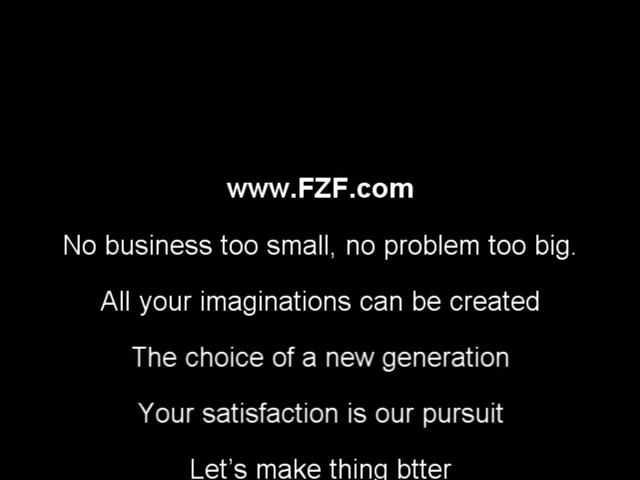 www.FZF.com
No business too small, no problem too big.
All your imaginations can be created
The choice of a new generation
Your satisfaction is our pursuit
Let’s make thing btter